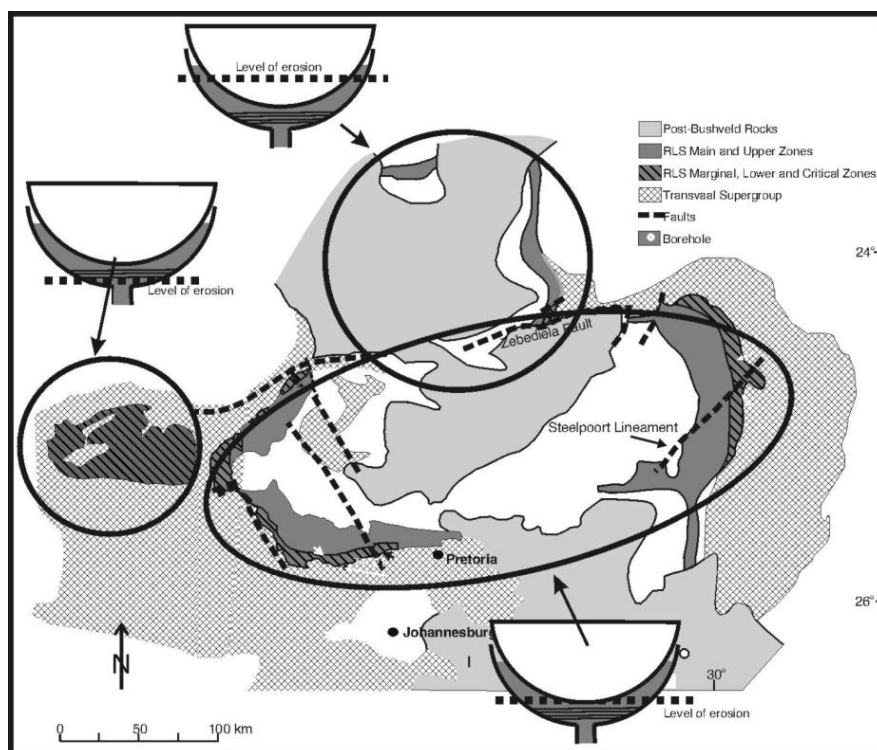 Level of erosion
Post-Bushveld Rocks
RLS Main and Upper Zones
RLS Marginal, Lower and Critical Zones
Transvaal Supergroup
Faults
Borehole
Level of erosion
24°
Zebediela Fault
Steelpoort Lineament
Pretoria
26°
Johannesburg
N
I
30°
Level of erosion
0 50 100 km